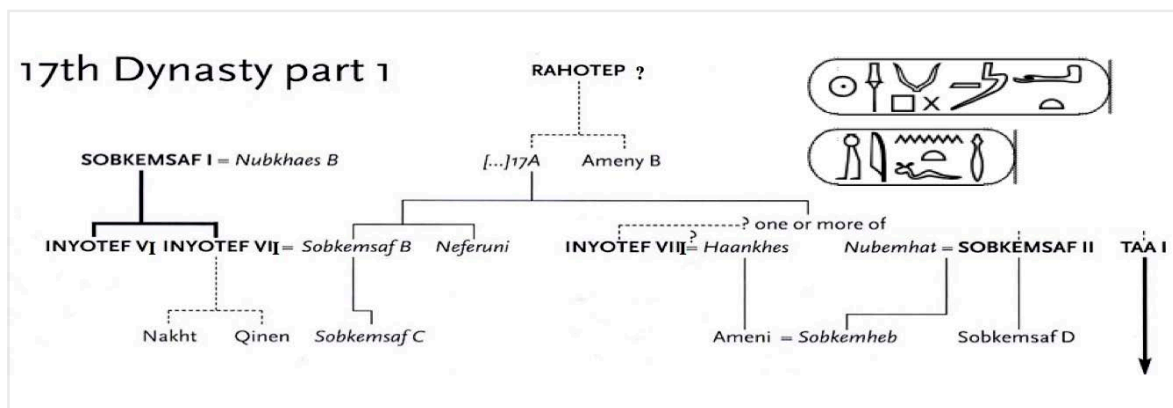 17th Dynasty part 1
RAHOTEP ?
SOBKEMSAF I = Nubkhaes B
[...]17A Ameny B
? one or more of
INYOTEF VI INYOTEF VII = Sobkemsaf B Neferuni INYOTEF VIII ?= Haankhes Nubemhat = SOBKEMSAF II TAA I
Nakht Qinen Sobkemsaf C Ameni = Sobkemheb Sobkemsaf D